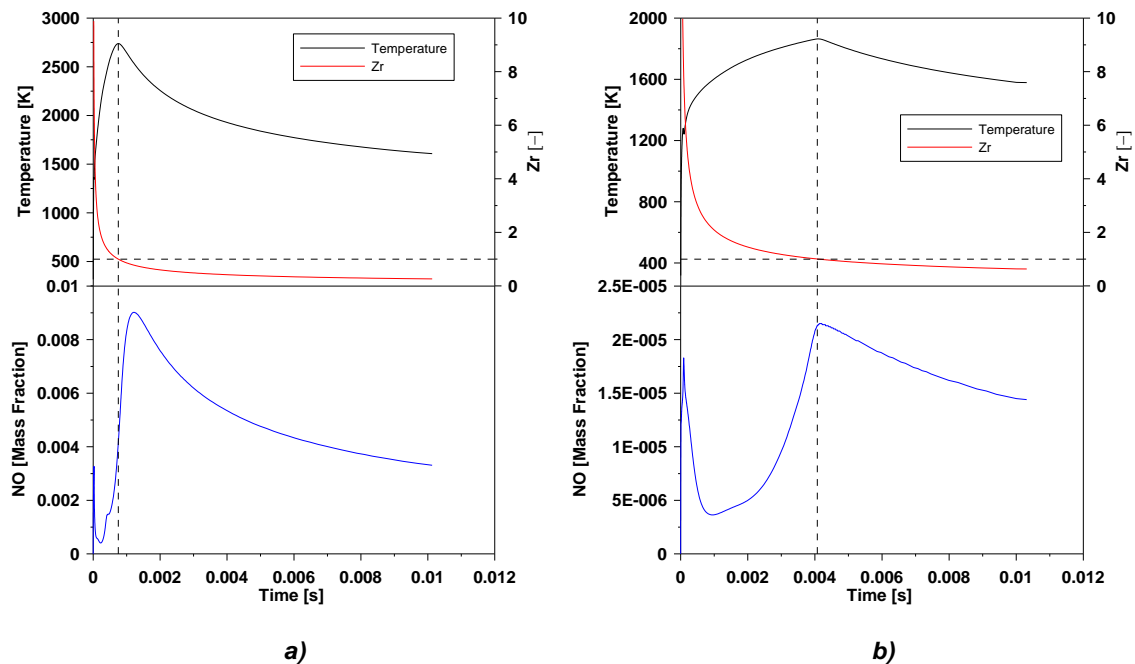 3000
2500
2000
1500
1000
500
0.01
Temperature [K]
10
8
6
4
2
0
Zr [−]
Temperature
Zr
0.008
0.006
0.004
0.002
0
NO [Mass Fraction]
0 0.002 0.004 0.006 0.008 0.01 0.012
Time [s]
a)
2000
1600
1200
800
400
2.5E-005
Temperature [K]
10
8
6
4
2
0
Zr [−]
Temperature
Zr
2E-005
1.5E-005
1E-005
5E-006
0
NO [Mass Fraction]
0 0.002 0.004 0.006 0.008 0.01 0.012
Time [s]
b)